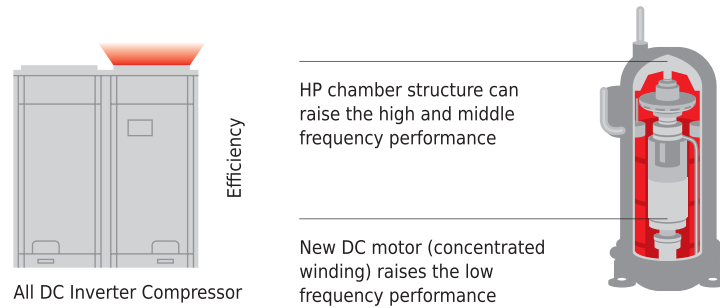 HP chamber structure can
raise the high and middle
frequency performance
Efficiency
New DC motor (concentrated
winding) raises the low
frequency performance
All DC Inverter Compressor